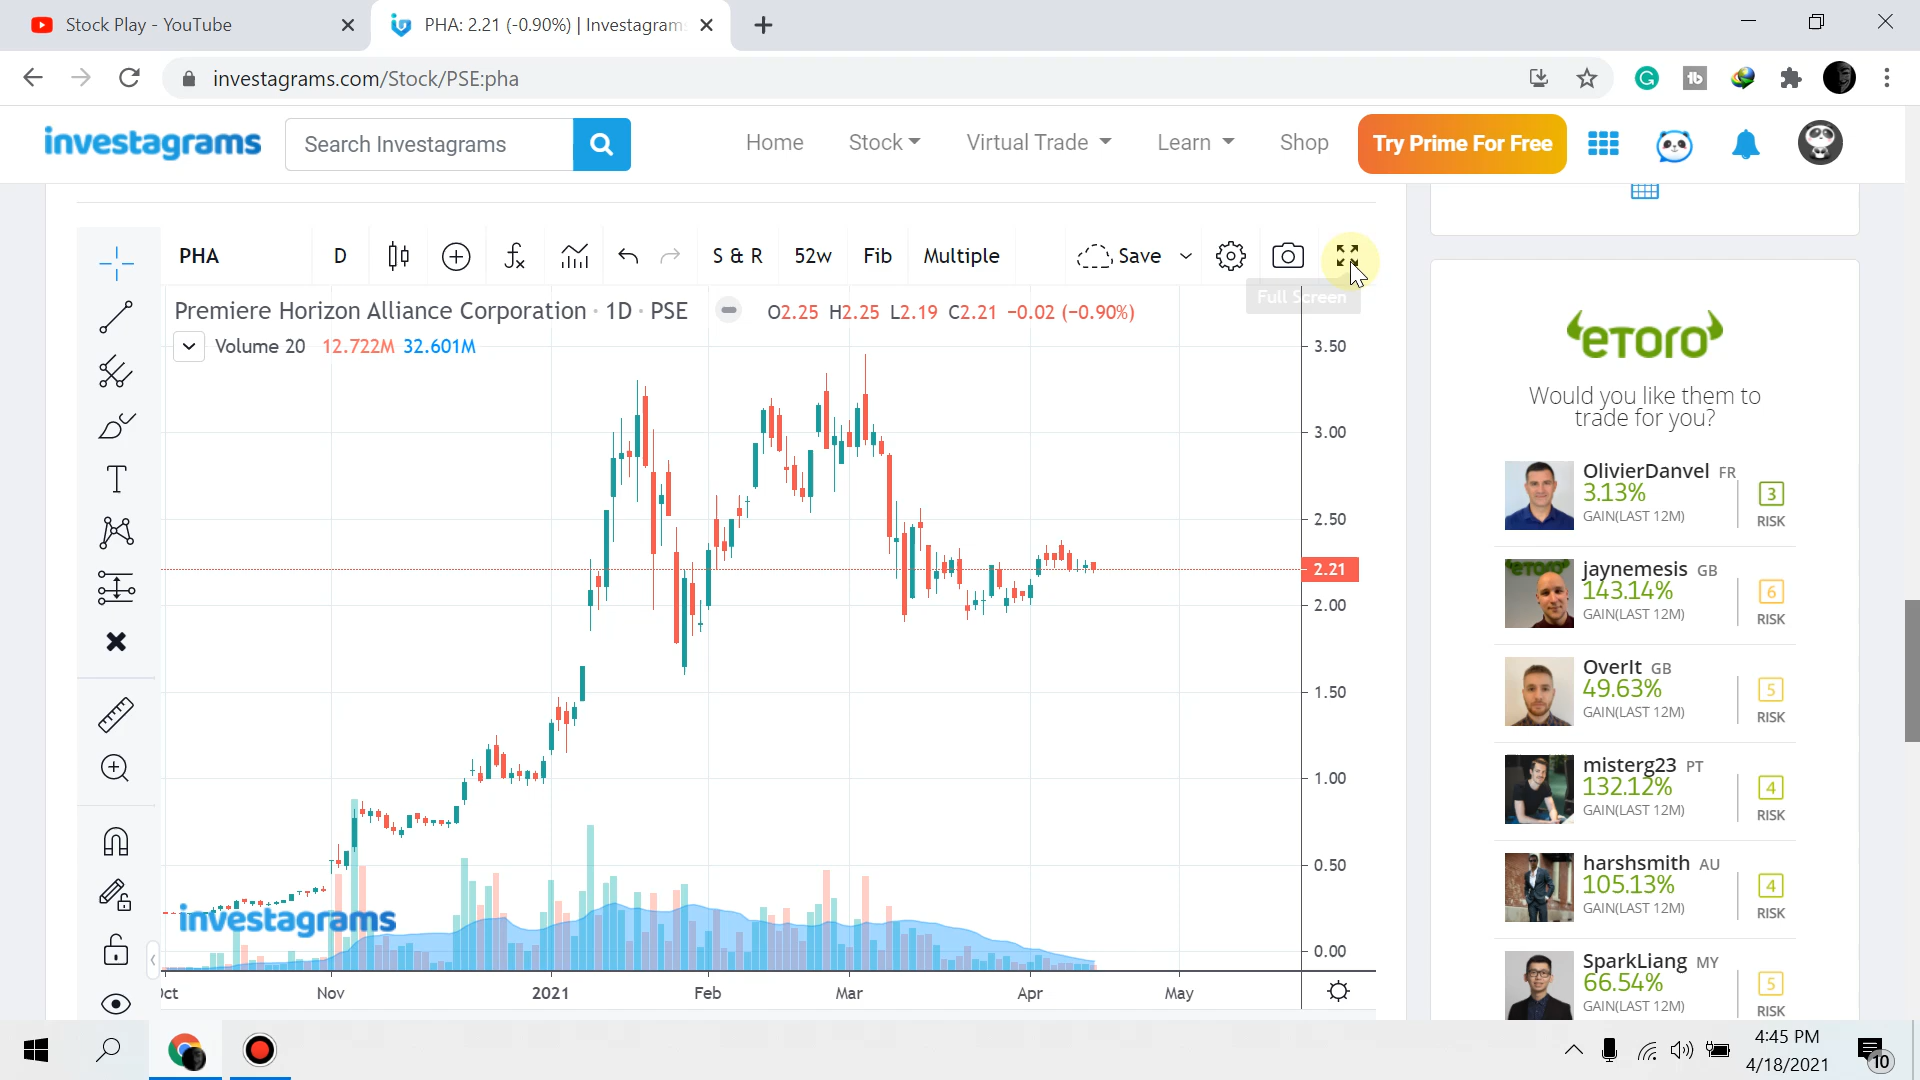 Stock Play - YouTube
PHA: 2.21 (-0.90%) | Investagrams
investagrams.com/Stock/PSE:pha
investagrams
Search Investagrams
Home
Stock
Virtual Trade
Learn
Shop
Try Prime For Free
PHA
D
S & R
52w
Fib
Multiple
Save
Full Screen
Premiere Horizon Alliance Corporation · 1D · PSE
O2.25 H2.25 L2.19 C2.21 −0.02 (−0.90%)
Volume 20 12.722M 32.601M
3.50
3.00
2.50
2.21
2.00
1.50
1.00
0.50
0.00
investagrams
Oct
Nov
2021
Feb
Mar
Apr
May
eToro
Would you like them to
trade for you?
OlivierDanvel FR
3.13%
GAIN(LAST 12M)
3
RISK
jaynemesis GB
143.14%
GAIN(LAST 12M)
6
RISK
OverIt GB
49.63%
GAIN(LAST 12M)
5
RISK
misterg23 PT
132.12%
GAIN(LAST 12M)
4
RISK
harshsmith AU
105.13%
GAIN(LAST 12M)
4
RISK
SparkLiang MY
66.54%
GAIN(LAST 12M)
5
RISK
4:45 PM
4/18/2021
10